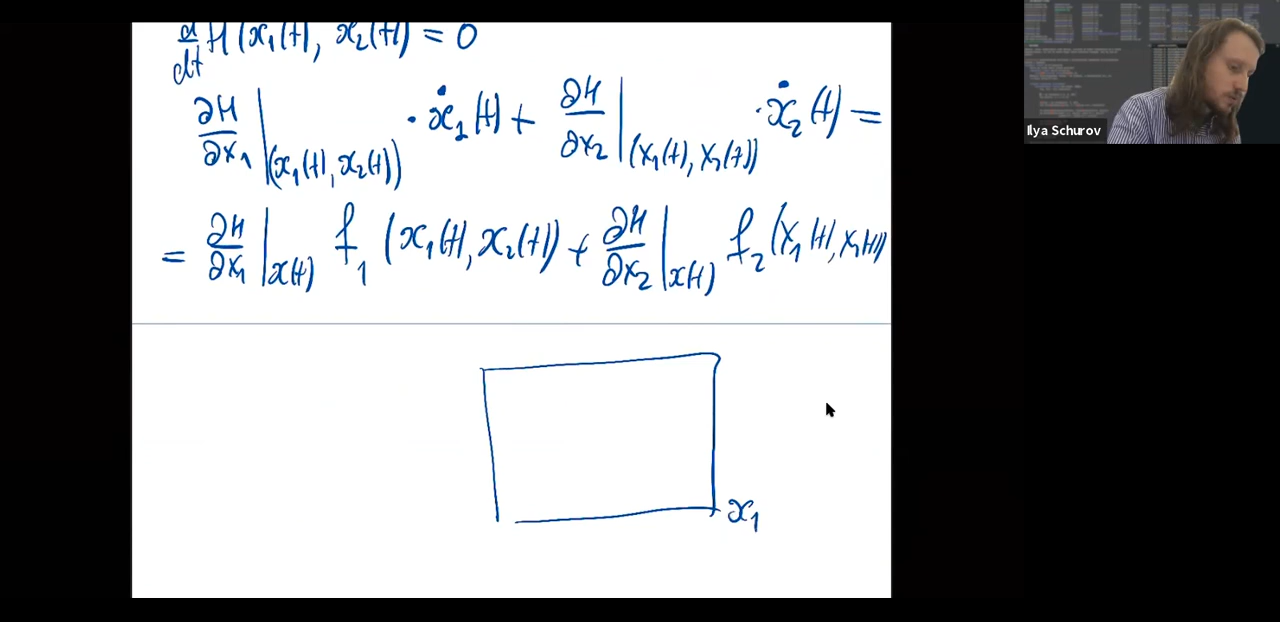 d/dt H(x₁(t), x₂(t)) = 0
∂H/∂x₁ |(x₁(t), x₂(t)) · ẋ₁(t) + ∂H/∂x₂ |(x₁(t), x₂(t)) · ẋ₂(t) =
= ∂H/∂x₁ |x(t) f₁(x₁(t), x₂(t)) + ∂H/∂x₂ |x(t) f₂(x₁(t), x₂(t))
x₁
Ilya Schurov